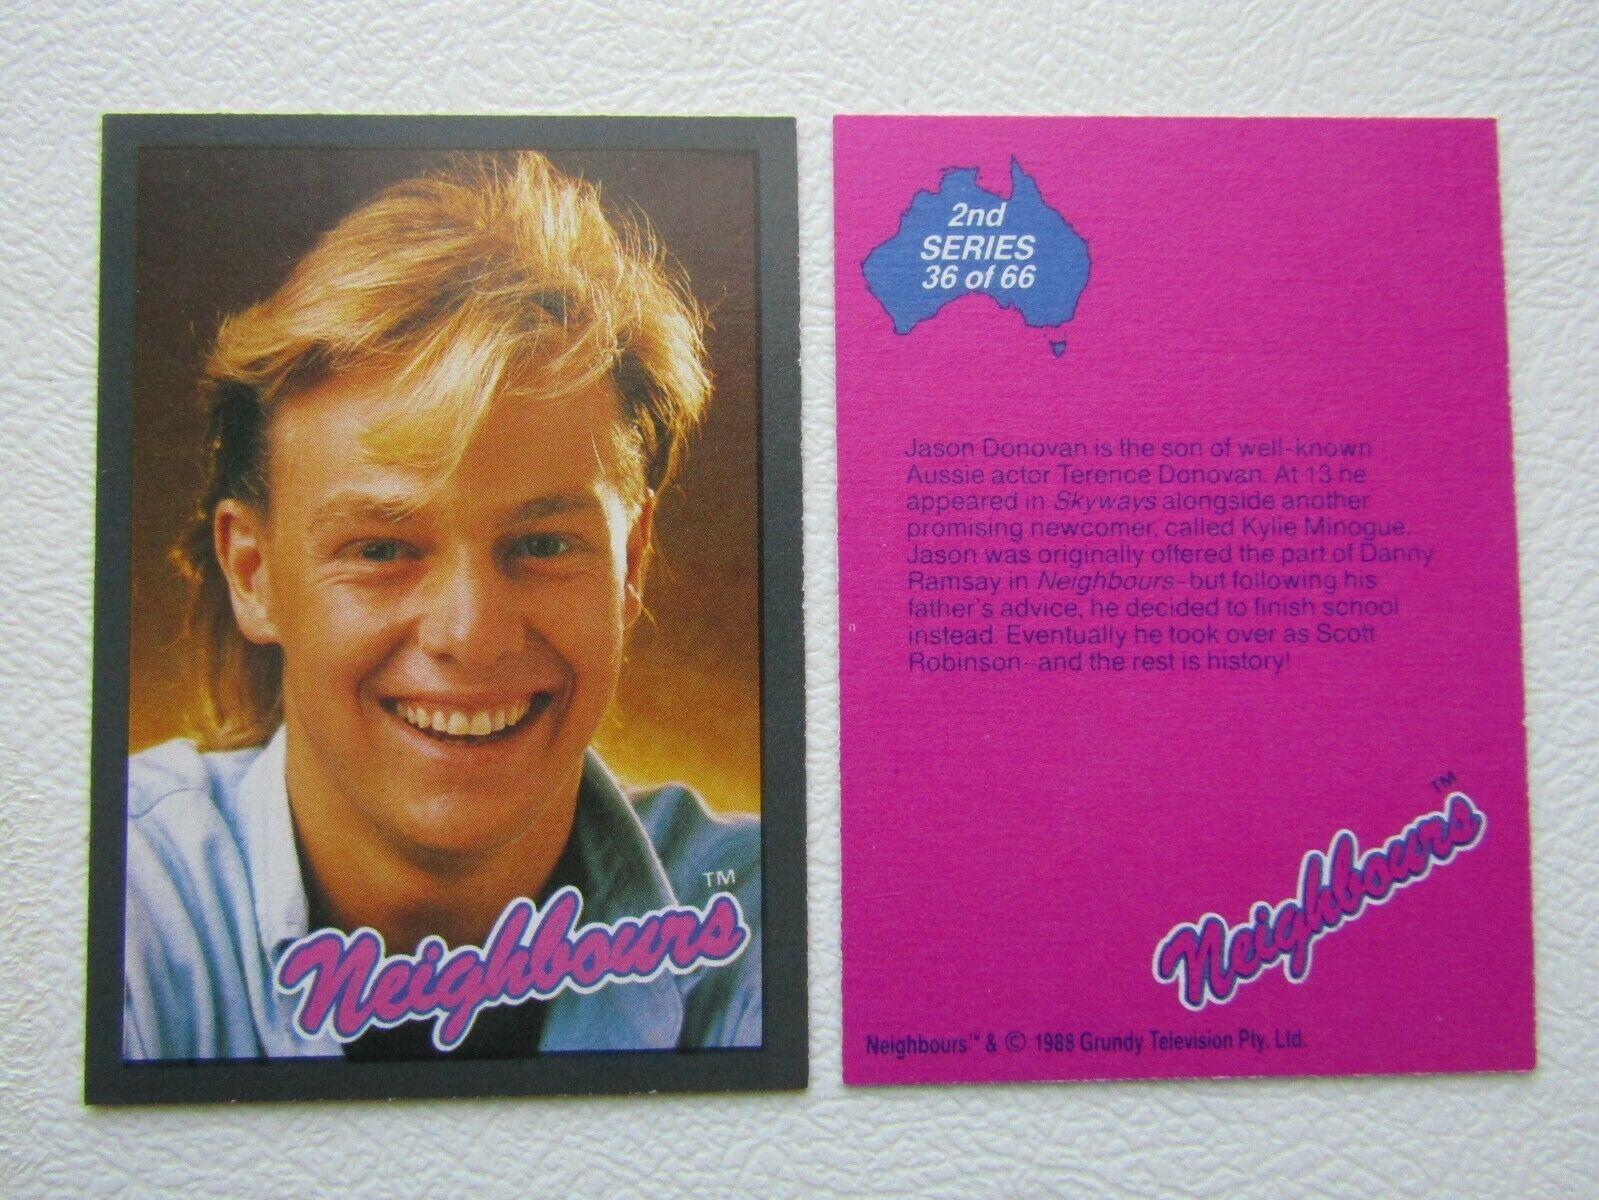 TM
Neighbours
2nd
SERIES
36 of 66
Jason Donovan is the son of well-known
Aussie actor Terence Donovan. At 13 he
appeared in Skyways alongside another
promising newcomer, called Kylie Minogue.
Jason was originally offered the part of Danny
Ramsay in Neighbours-but following his
father's advice, he decided to finish school
instead. Eventually he took over as Scott
Robinson-and the rest is history!
TM
Neighbours
Neighbours™ & © 1988 Grundy Television Pty. Ltd.